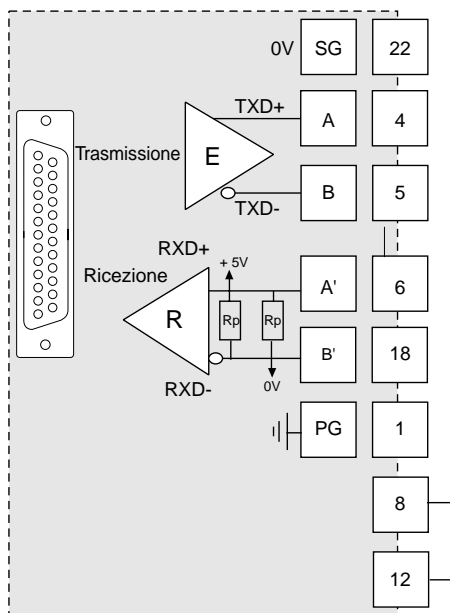 0V SG 22
TXD+ A 4
Trasmissione E
TXD- B 5
RXD+
+ 5V
Ricezione A' 6
R Rp Rp
B' 18
RXD- 0V
PG 1
8
12